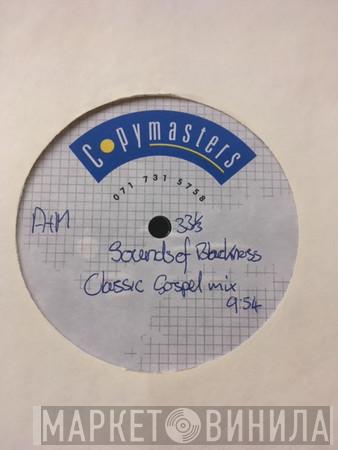 Copymasters
071 731 5758
A+M 33⅓
Sounds of Blackness
Classic Gospel mix
9:54
МАРКЕТ ВИНИЛА